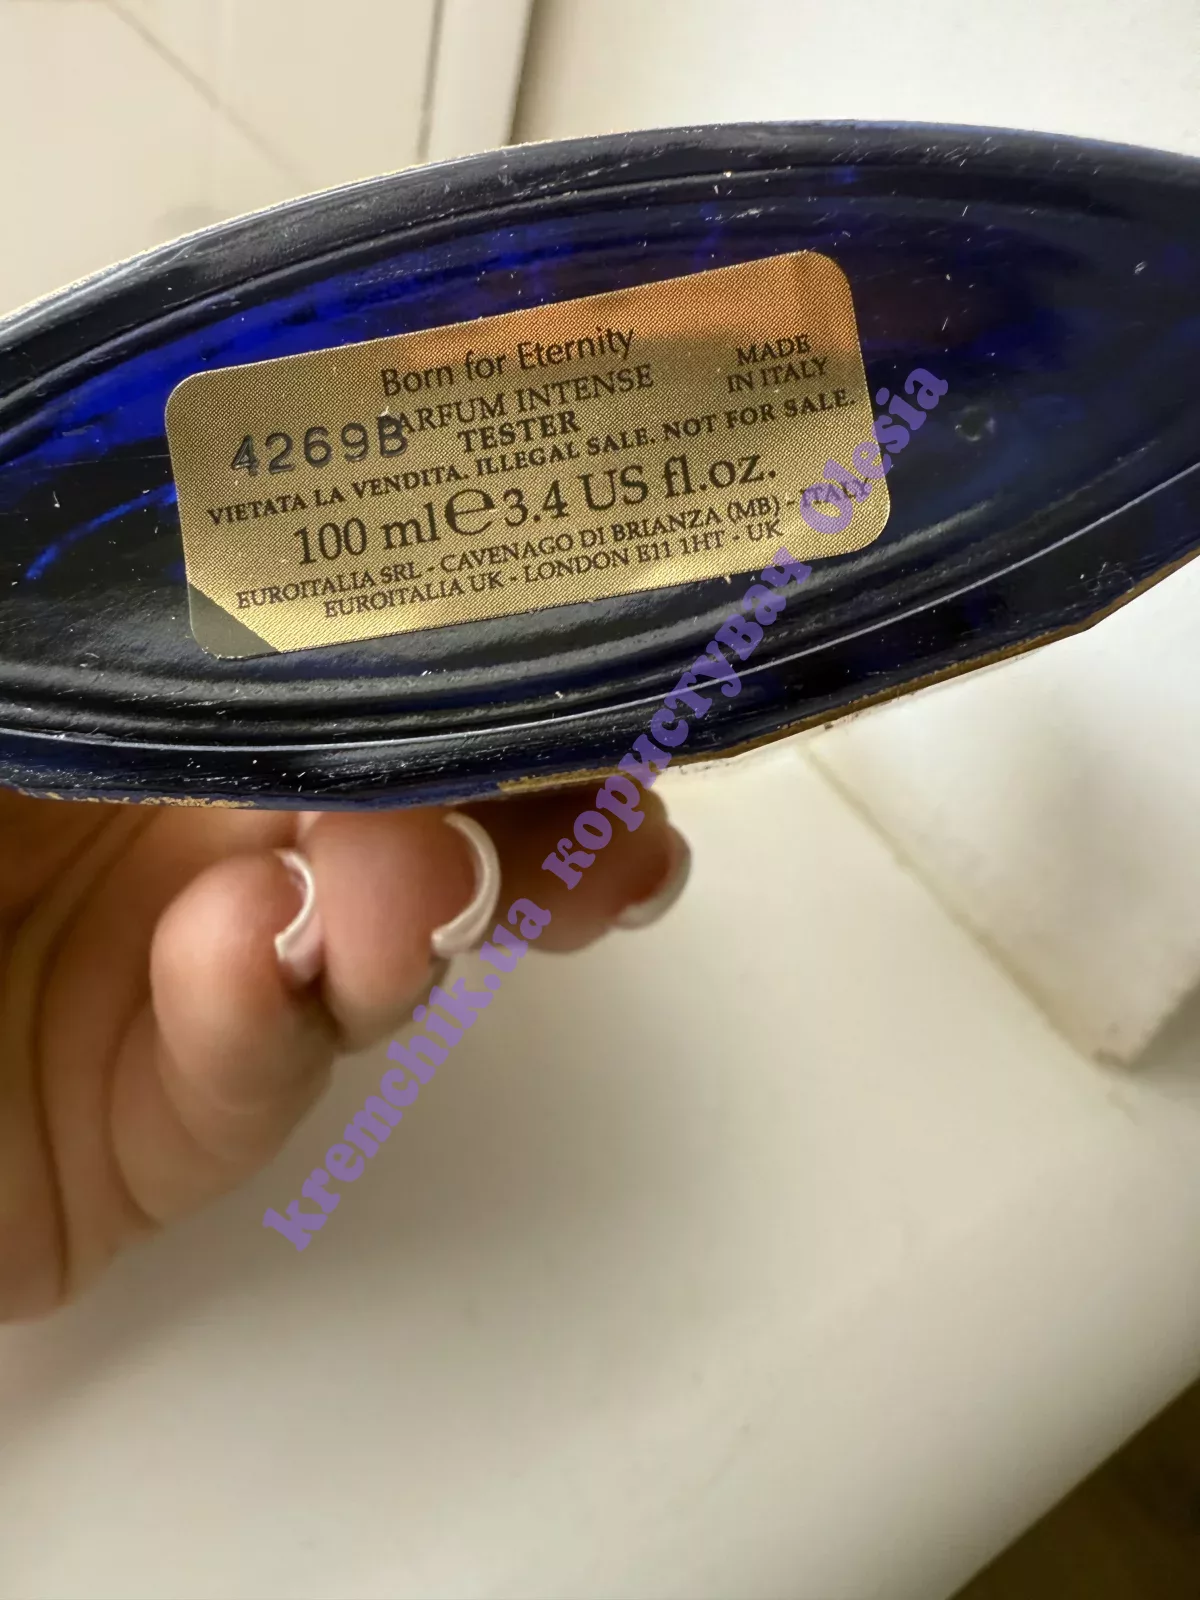 Born for Eternity
PARFUM INTENSE
MADE
IN ITALY
4269B
TESTER
VIETATA LA VENDITA. ILLEGAL SALE. NOT FOR SALE.
100 ml ℮ 3.4 US fl.oz.
EUROITALIA SRL - CAVENAGO DI BRIANZA (MB) - ITALY
EUROITALIA UK - LONDON E11 1HT - UK
kremchik.ua користувач Olesia